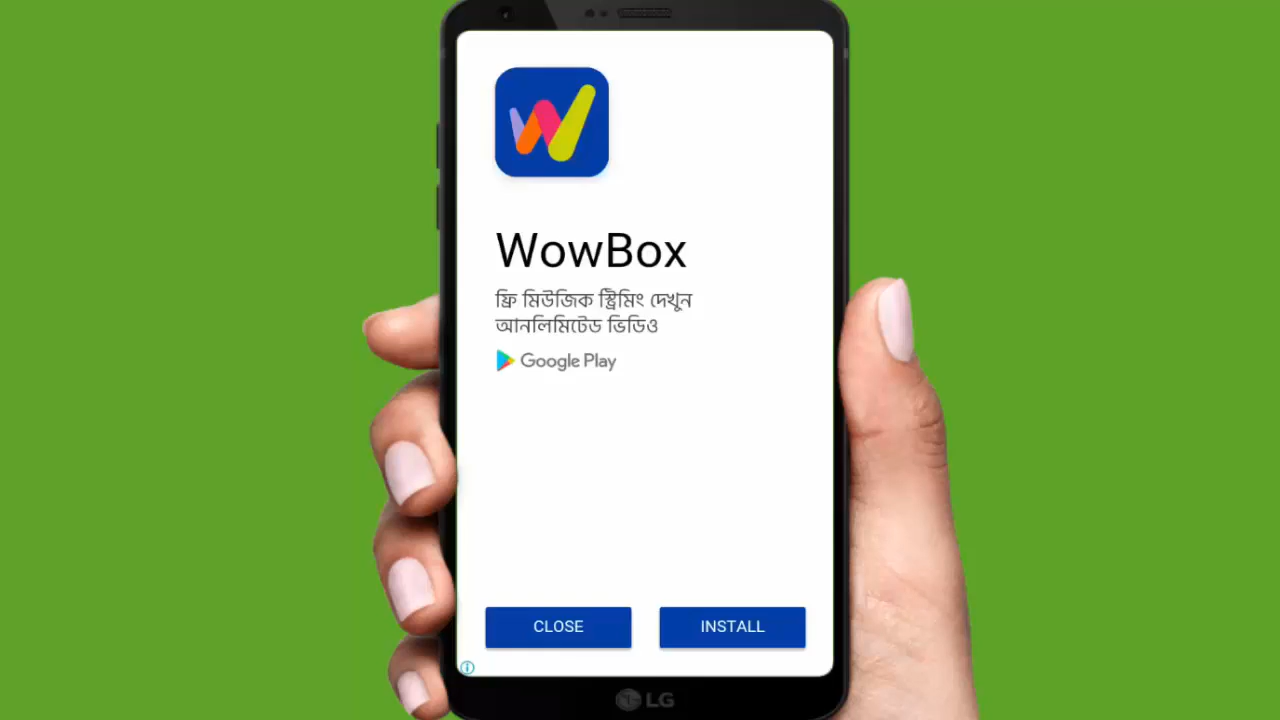 WowBox
ফ্রি মিউজিক স্ট্রিমিং দেখুন
আনলিমিটেড ভিডিও
Google Play
CLOSE
INSTALL
LG